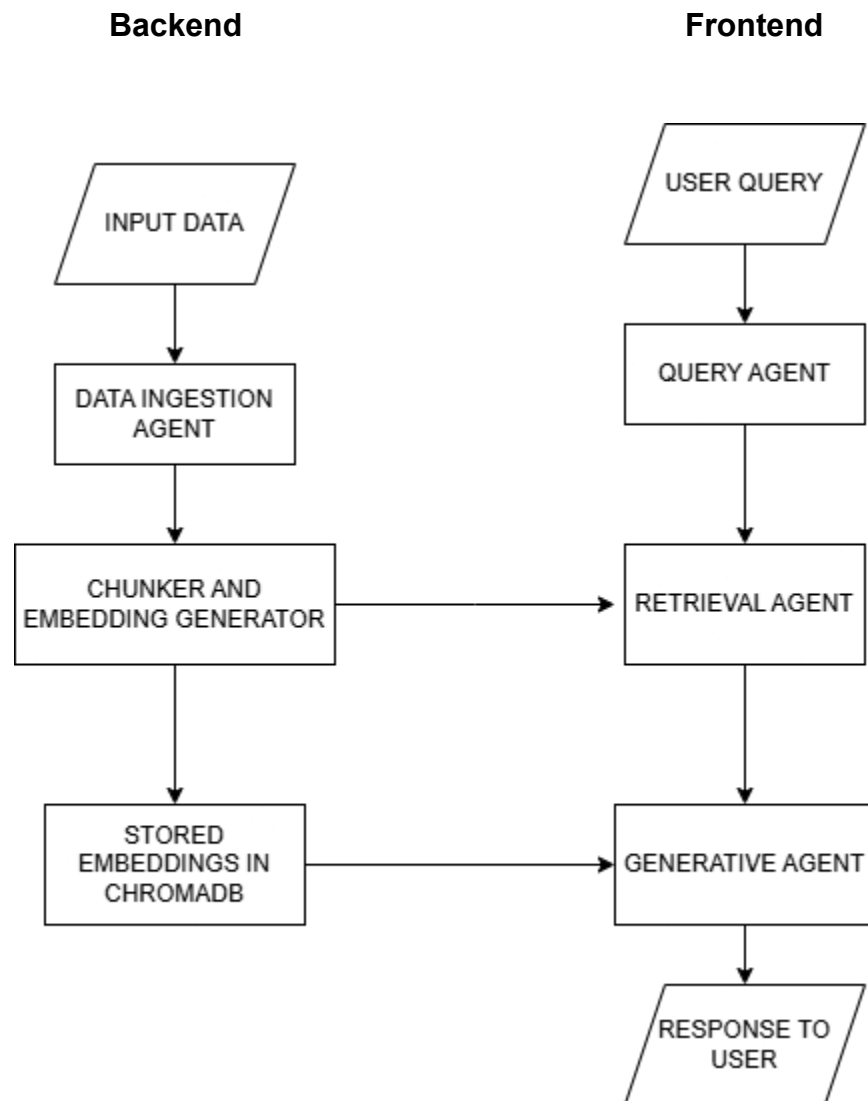 Backend
Frontend
INPUT DATA
DATA INGESTION
AGENT
CHUNKER AND
EMBEDDING GENERATOR
STORED
EMBEDDINGS IN
CHROMADB
USER QUERY
QUERY AGENT
RETRIEVAL AGENT
GENERATIVE AGENT
RESPONSE TO
USER